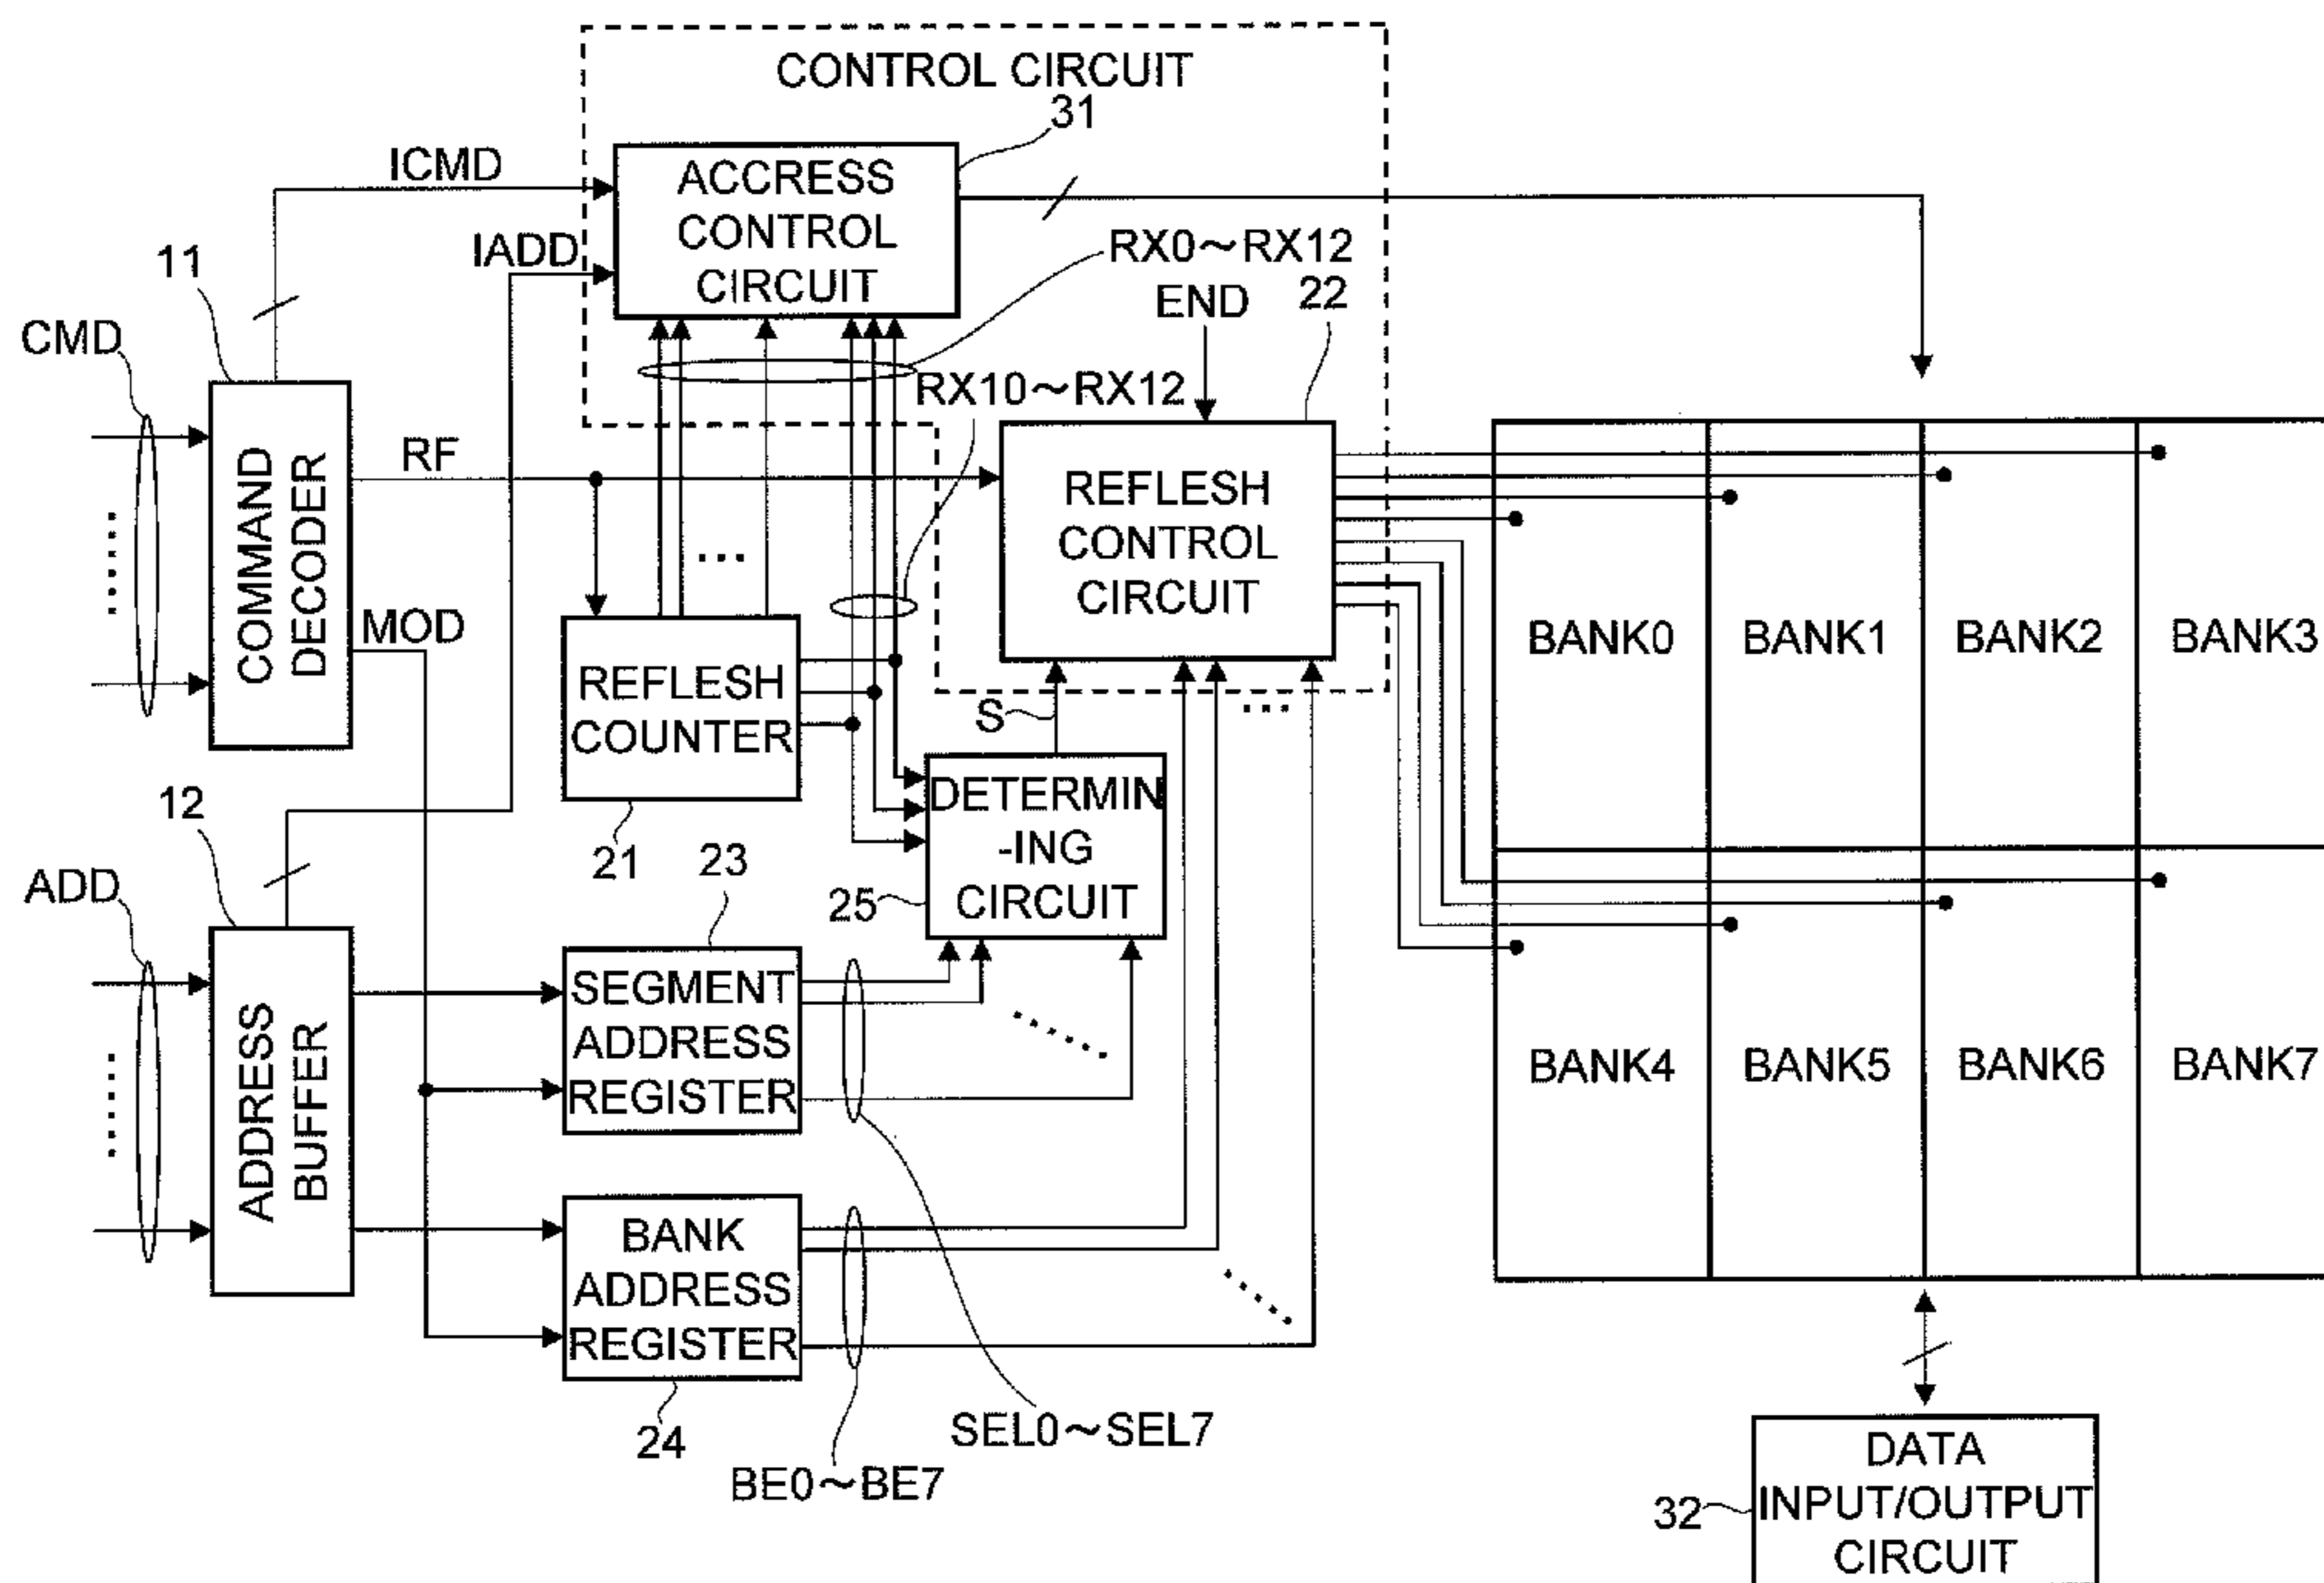 CONTROL CIRCUIT
31
ACCRESS
CONTROL
CIRCUIT
ICMD
IADD
RX0～RX12
END
22
11
CMD
RX10～RX12
COMMAND
DECODER
RF
MOD
REFLESH
CONTROL
CIRCUIT
REFLESH
COUNTER
21
S
DETERMIN
-ING
CIRCUIT
25
12
ADD
ADDRESS
BUFFER
23
SEGMENT
ADDRESS
REGISTER
BANK
ADDRESS
REGISTER
24
SEL0～SEL7
BE0～BE7
BANK0
BANK1
BANK2
BANK3
BANK4
BANK5
BANK6
BANK7
32
DATA
INPUT/OUTPUT
CIRCUIT